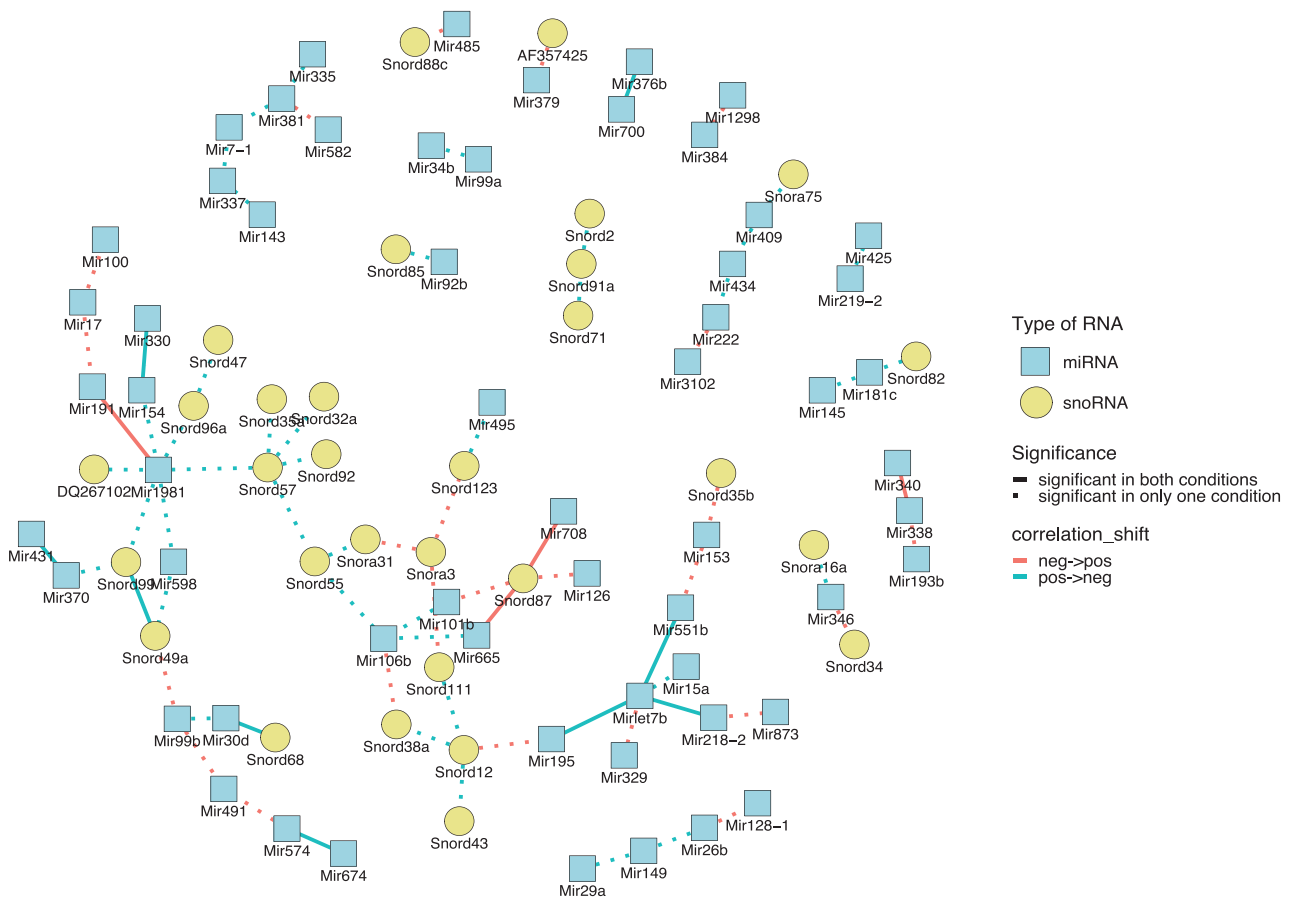 Mir485
Snord88c
AF357425
Mir335
Mir379
Mir376b
Mir381
Mir700
Mir1298
Mir582
Mir7−1
Mir384
Mir34b
Mir99a
Mir337
Snora75
Mir143
Mir409
Snord2
Mir100
Mir425
Snord85
Mir92b
Snord91a
Mir434
Mir219−2
Mir17
Type of RNA
Mir330
Snord71
Mir222
Snord47
miRNA
Mir3102
Snord82
Mir181c
snoRNA
Mir191
Mir154
Snord35a
Snord32a
Mir495
Mir145
Snord96a
Significance
Snord92
significant in both conditions
DQ267102
Mir1981
Snord57
Snord123
Snord35b
Mir340
significant in only one condition
correlation_shift
Mir708
Mir431
Snora31
Mir153
Mir338
neg−>pos
Snora3
Snora16a
pos−>neg
Snord99
Mir598
Snord55
Mir193b
Mir370
Snord87
Mir126
Mir101b
Mir346
Mir551b
Snord49a
Mir106b
Mir665
Snord34
Snord111
Mir15a
Mirlet7b
Mir99b
Mir30d
Snord38a
Mir218−2
Mir873
Snord68
Snord12
Mir195
Mir329
Mir491
Mir128−1
Snord43
Mir574
Mir26b
Mir674
Mir149
Mir29a